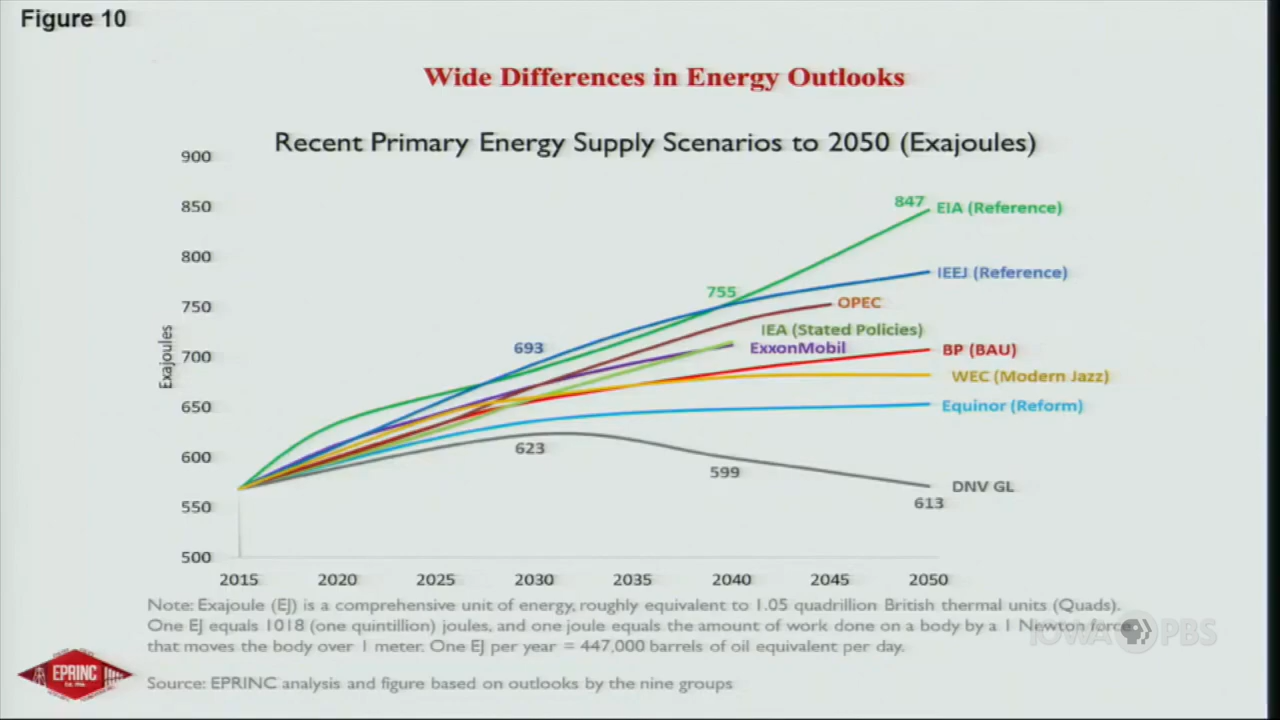 Figure 10
Wide Differences in Energy Outlooks
Recent Primary Energy Supply Scenarios to 2050 (Exajoules)
900
850
800
750
700
650
600
550
500
Exajoules
847
EIA (Reference)
IEEJ (Reference)
755
OPEC
IEA (Stated Policies)
693
ExxonMobil
BP (BAU)
WEC (Modern Jazz)
Equinor (Reform)
623
599
DNV GL
613
2015 2020 2025 2030 2035 2040 2045 2050
Note: Exajoule (EJ) is a comprehensive unit of energy, roughly equivalent to 1.05 quadrillion British thermal units (Quads).
One EJ equals 1018 (one quintillion) joules, and one joule equals the amount of work done on a body by a 1 Newton force
that moves the body over 1 meter. One EJ per year = 447,000 barrels of oil equivalent per day.
IOWA PBS
EPRINC
Source: EPRINC analysis and figure based on outlooks by the nine groups